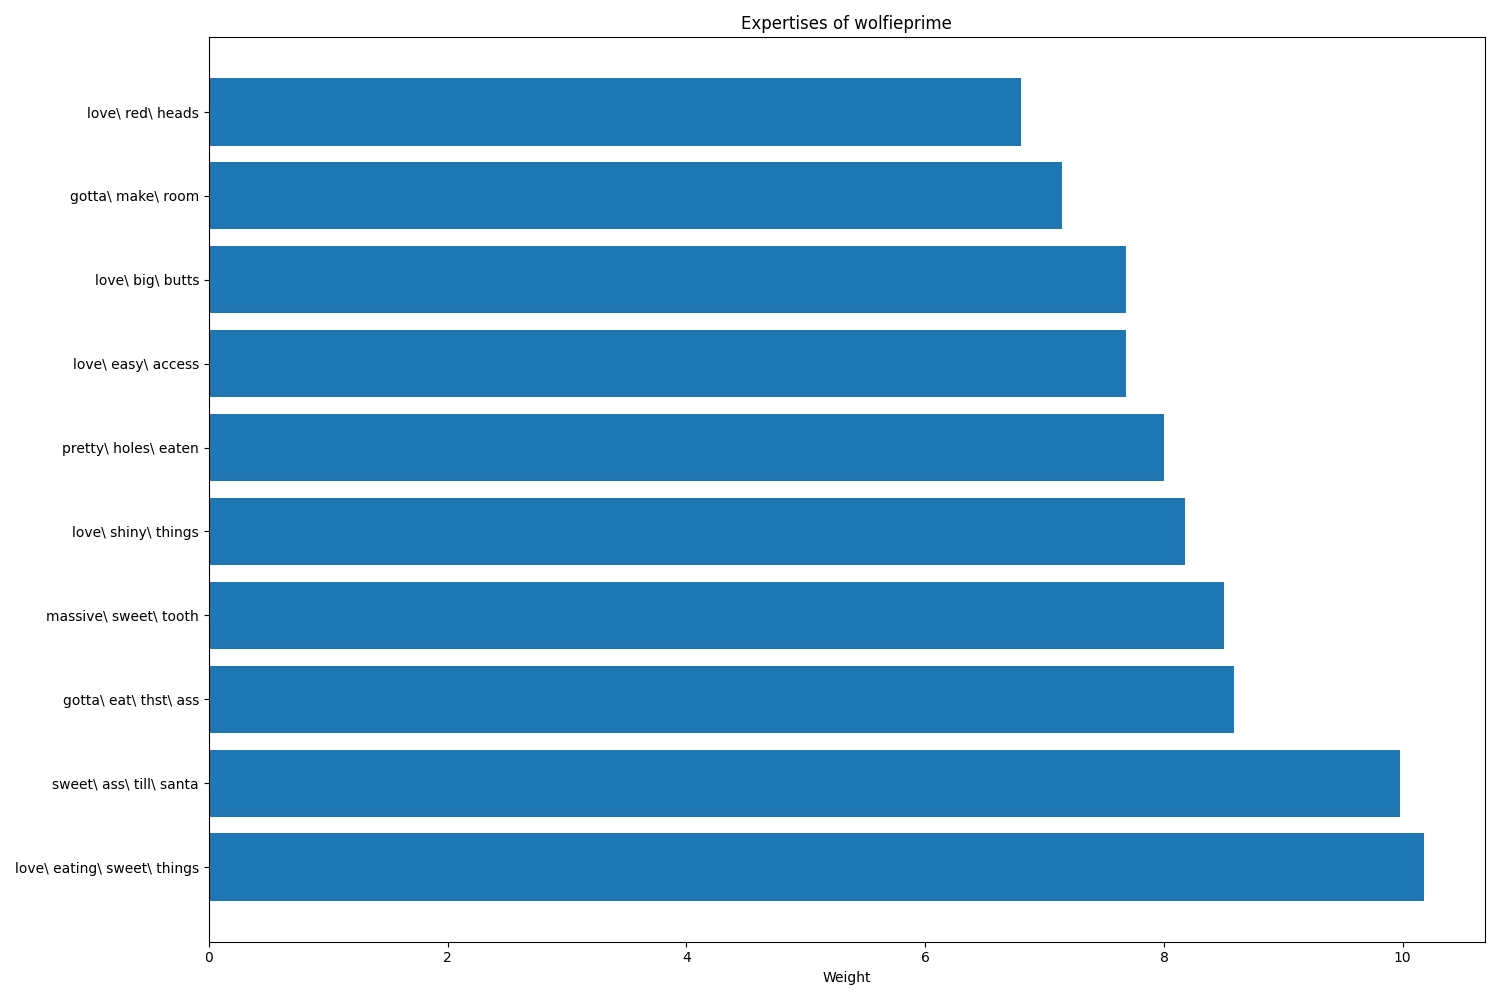 Expertises of wolfieprime
love\ red\ heads
gotta\ make\ room
love\ big\ butts
love\ easy\ access
pretty\ holes\ eaten
love\ shiny\ things
massive\ sweet\ tooth
gotta\ eat\ thst\ ass
sweet\ ass\ till\ santa
love\ eating\ sweet\ things
0 2 4 6 8 10
Weight